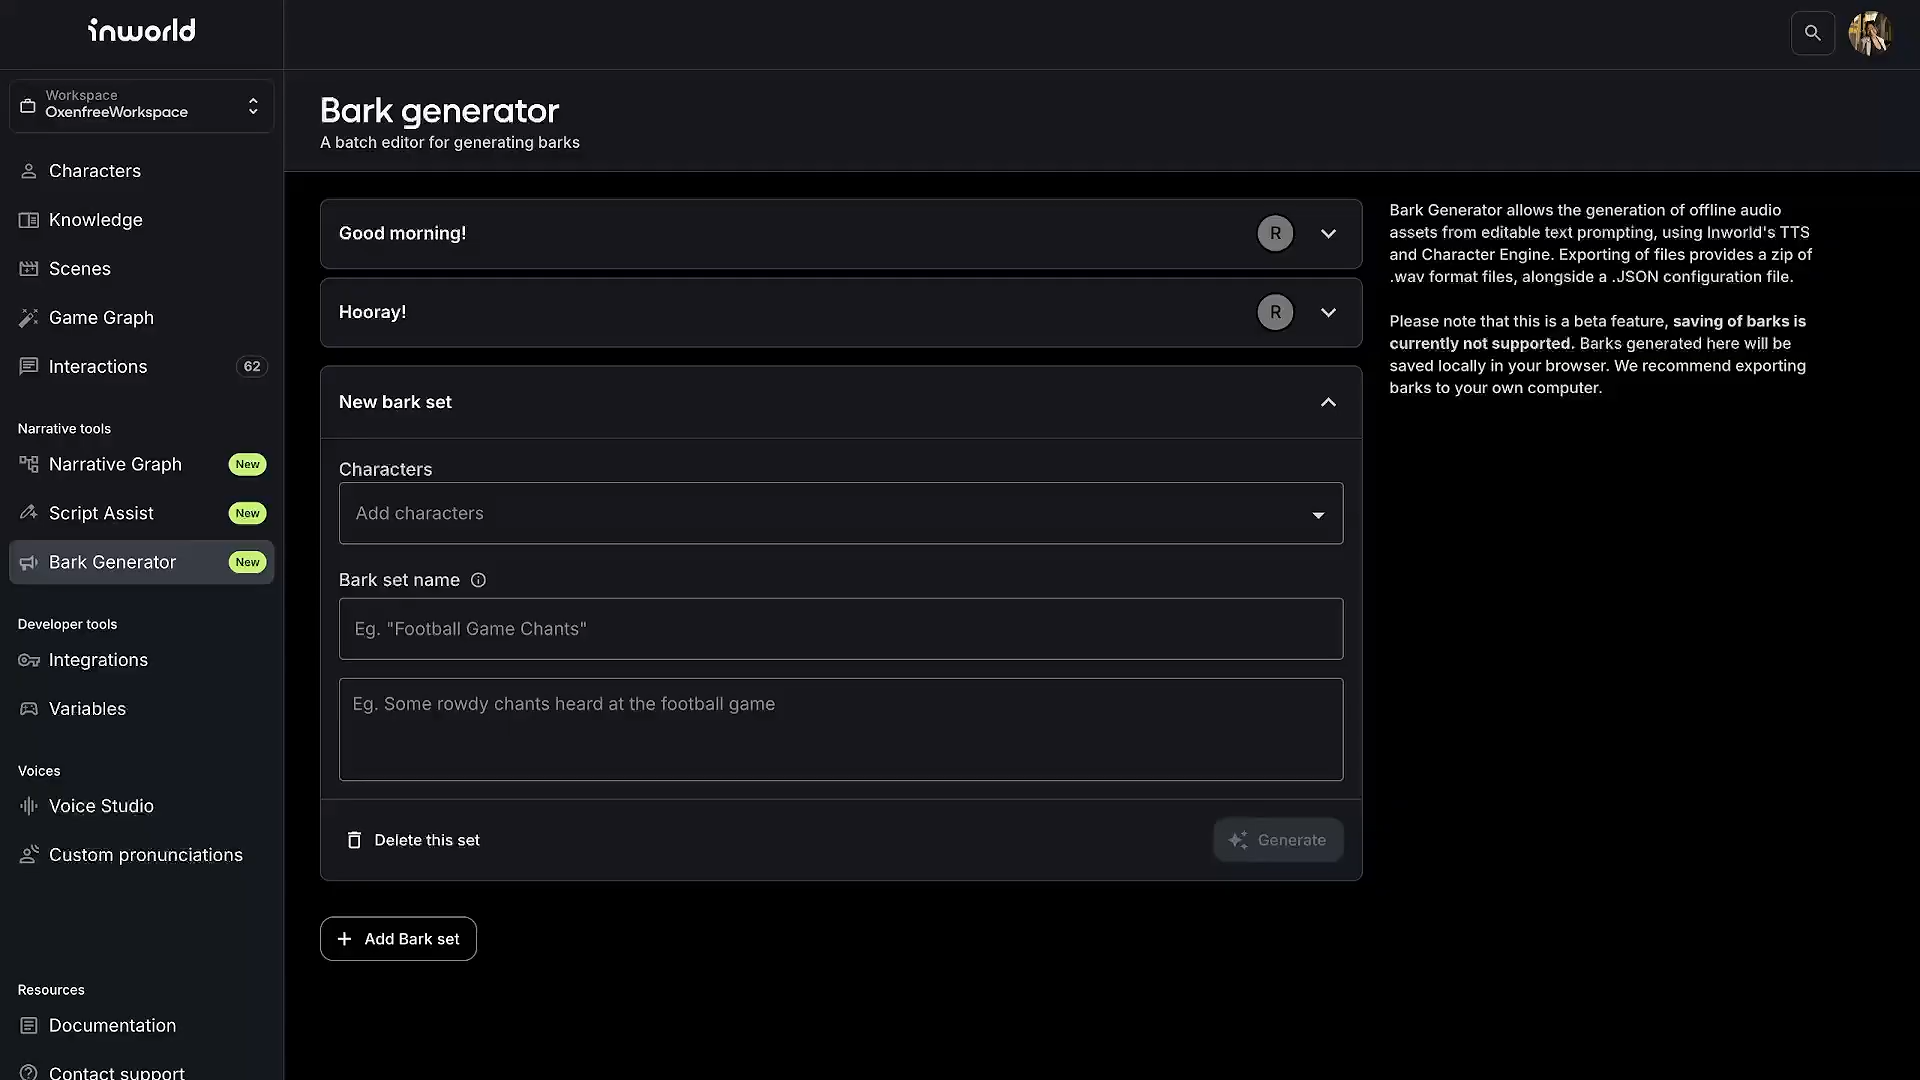 inworld
Workspace
OxenfreeWorkspace
Characters
Knowledge
Scenes
Game Graph
Interactions 62
Narrative tools
Narrative Graph New
Script Assist New
Bark Generator New
Developer tools
Integrations
Variables
Voices
Voice Studio
Custom pronunciations
Resources
Documentation
Contact support
Bark generator
A batch editor for generating barks
Good morning! R
Hooray! R
New bark set
Characters
Add characters
Bark set name
Eg. "Football Game Chants"
Eg. Some rowdy chants heard at the football game
Delete this set
Generate
Add Bark set
Bark Generator allows the generation of offline audio
assets from editable text prompting, using Inworld's TTS
and Character Engine. Exporting of files provides a zip of
.wav format files, alongside a .JSON configuration file.
Please note that this is a beta feature, saving of barks is
currently not supported. Barks generated here will be
saved locally in your browser. We recommend exporting
barks to your own computer.